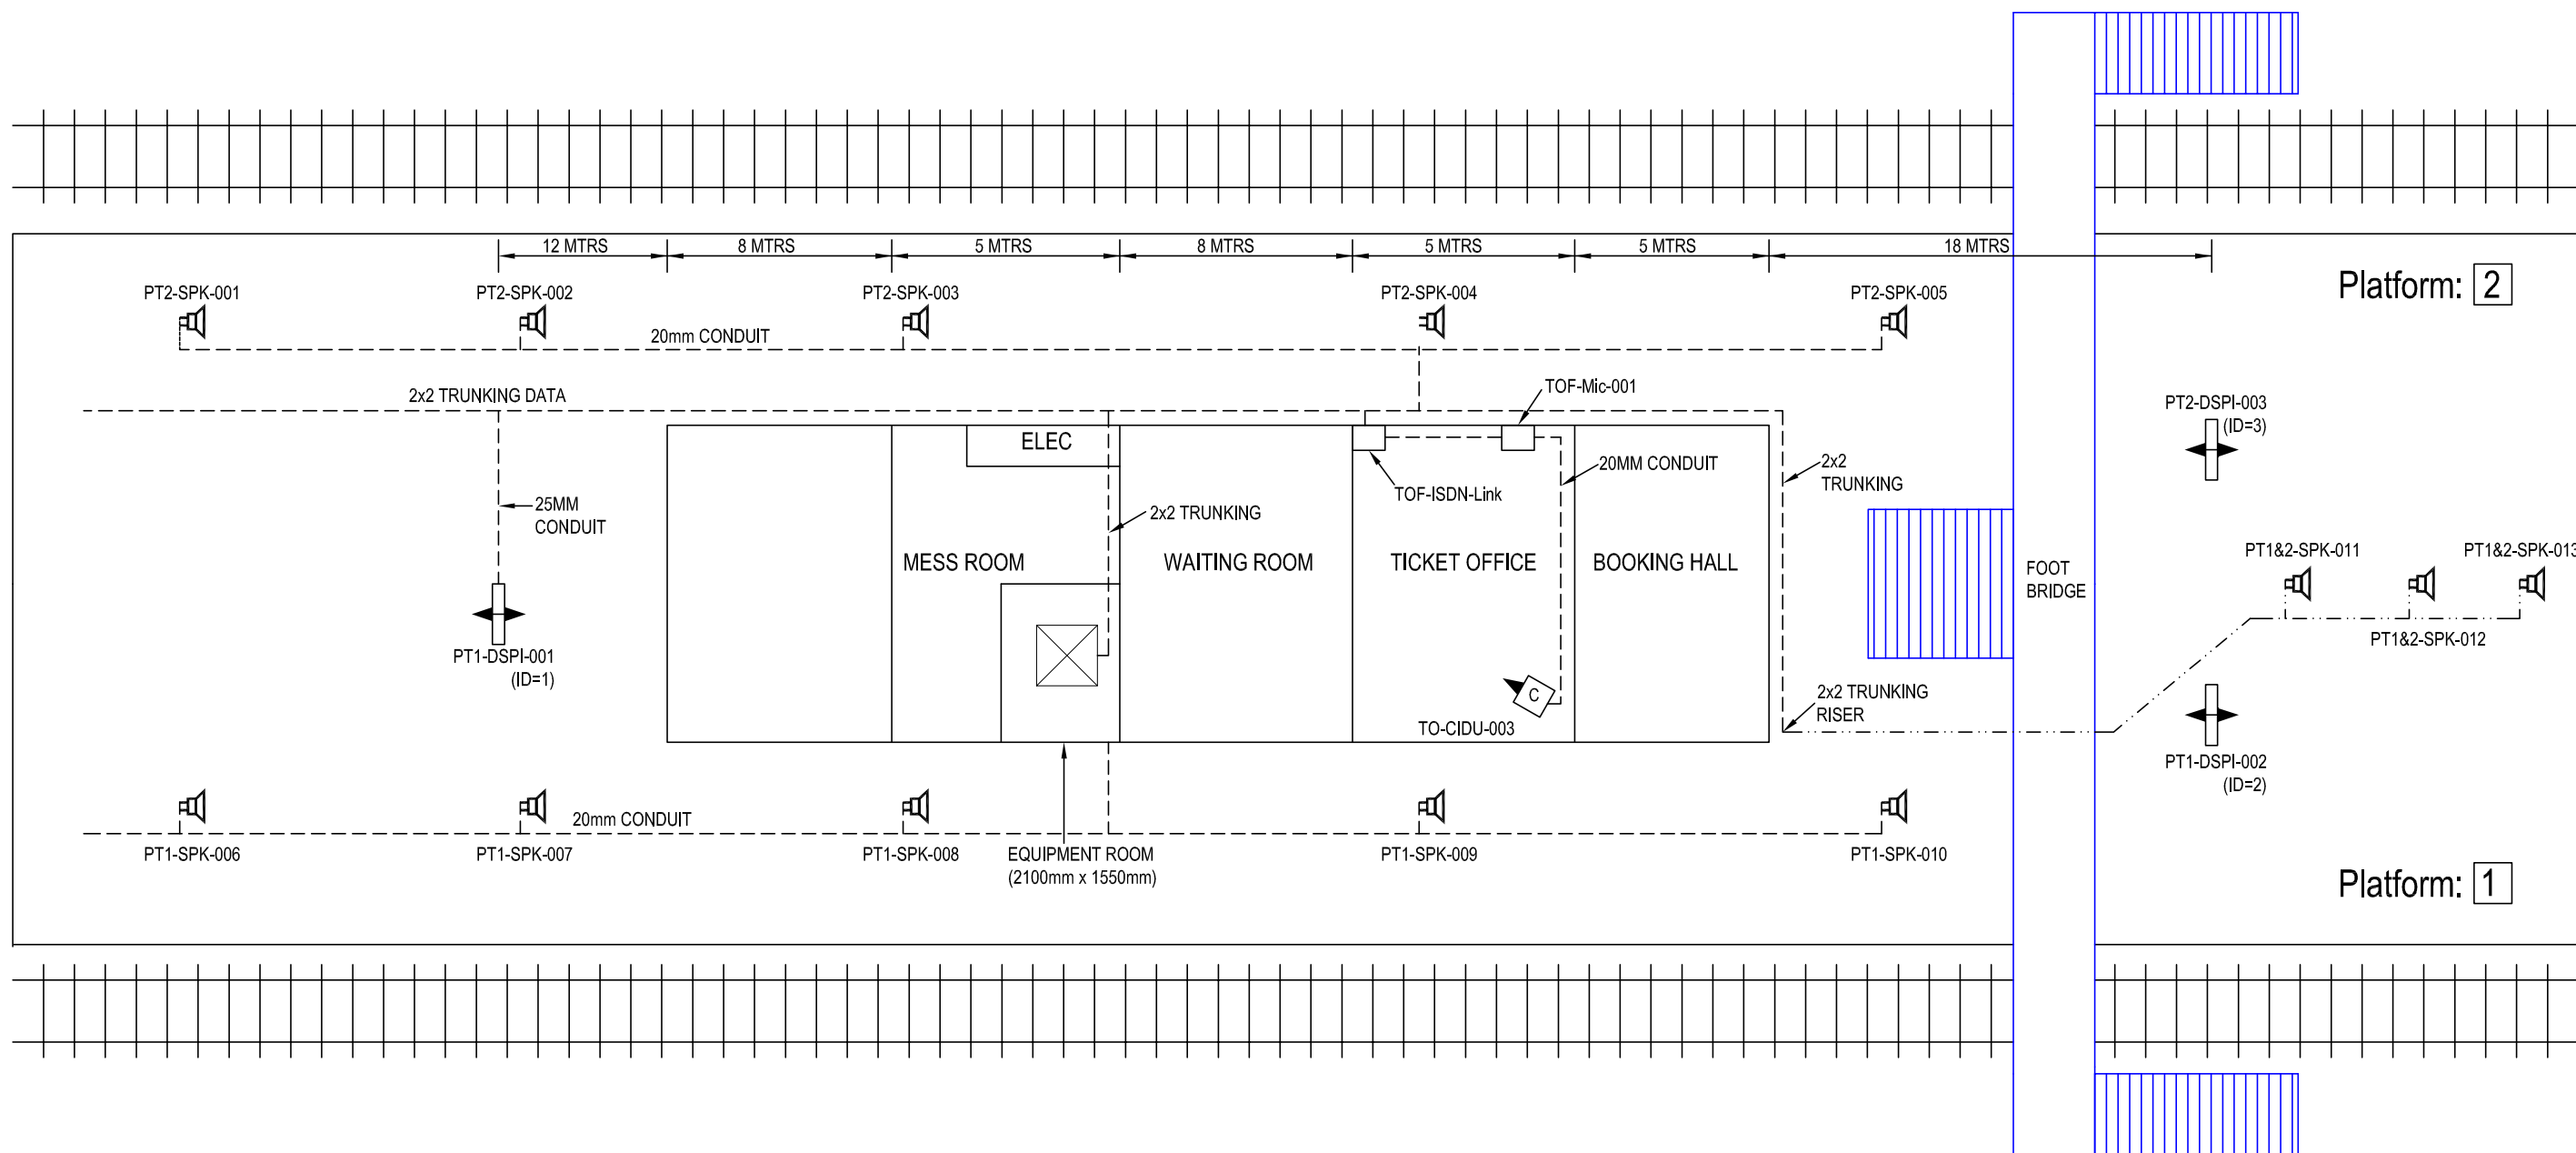 12 MTRS
8 MTRS
5 MTRS
8 MTRS
5 MTRS
5 MTRS
18 MTRS
Platform: 2
PT2-SPK-001
PT2-SPK-002
PT2-SPK-003
PT2-SPK-004
PT2-SPK-005
20mm CONDUIT
2x2 TRUNKING DATA
TOF-Mic-001
PT2-DSPI-003
(ID=3)
ELEC
20MM CONDUIT
2x2
TRUNKING
TOF-ISDN-Link
25MM
CONDUIT
2x2 TRUNKING
MESS ROOM
WAITING ROOM
TICKET OFFICE
BOOKING HALL
FOOT
BRIDGE
PT1&2-SPK-011
PT1&2-SPK-013
PT1&2-SPK-012
PT1-DSPI-001
(ID=1)
C
2x2 TRUNKING
RISER
TO-CIDU-003
PT1-DSPI-002
(ID=2)
20mm CONDUIT
PT1-SPK-006
PT1-SPK-007
PT1-SPK-008
EQUIPMENT ROOM
(2100mm x 1550mm)
PT1-SPK-009
PT1-SPK-010
Platform: 1